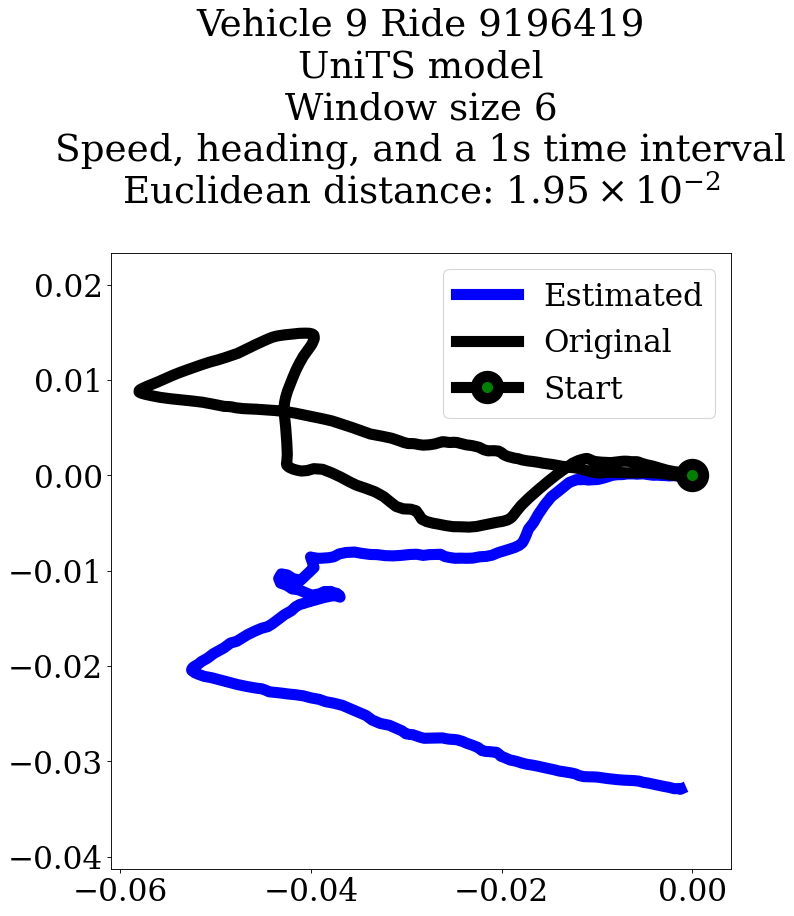 Vehicle 9 Ride 9196419
UniTS model
Window size 6
Speed, heading, and a 1s time interval
Euclidean distance: 1.95 × 10⁻²
Estimated
Original
Start
0.02
0.01
0.00
−0.01
−0.02
−0.03
−0.04
−0.06 −0.04 −0.02 0.00